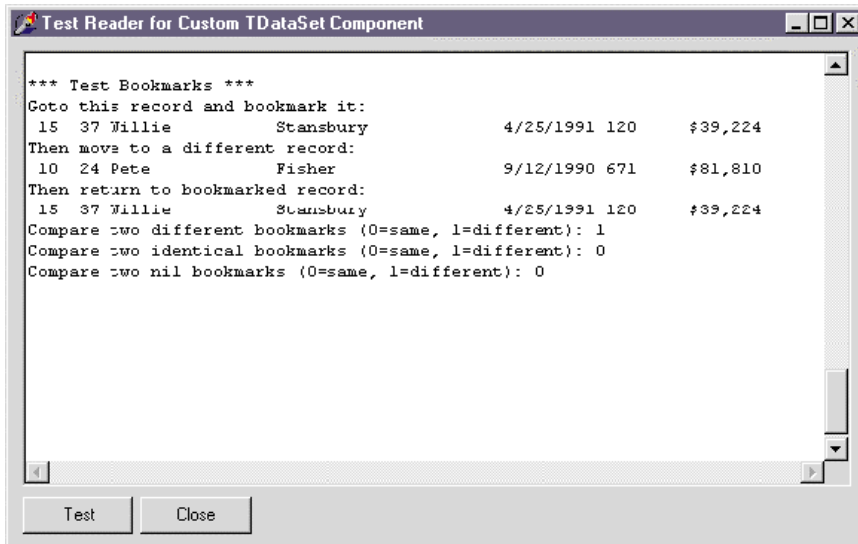 Test Reader for Custom TDataSet Component
*** Test Bookmarks ***
Goto this record and bookmark it:
15 37 Willie Stansbury 4/25/1991 120 $39,224
Then move to a different record:
10 24 Pete Fisher 9/12/1990 671 $81,810
Then return to bookmarked record:
15 37 Willie Stansbury 4/25/1991 120 $39,224
Compare two different bookmarks (0=same, 1=different): 1
Compare two identical bookmarks (0=same, 1=different): 0
Compare two nil bookmarks (0=same, 1=different): 0
Test Close